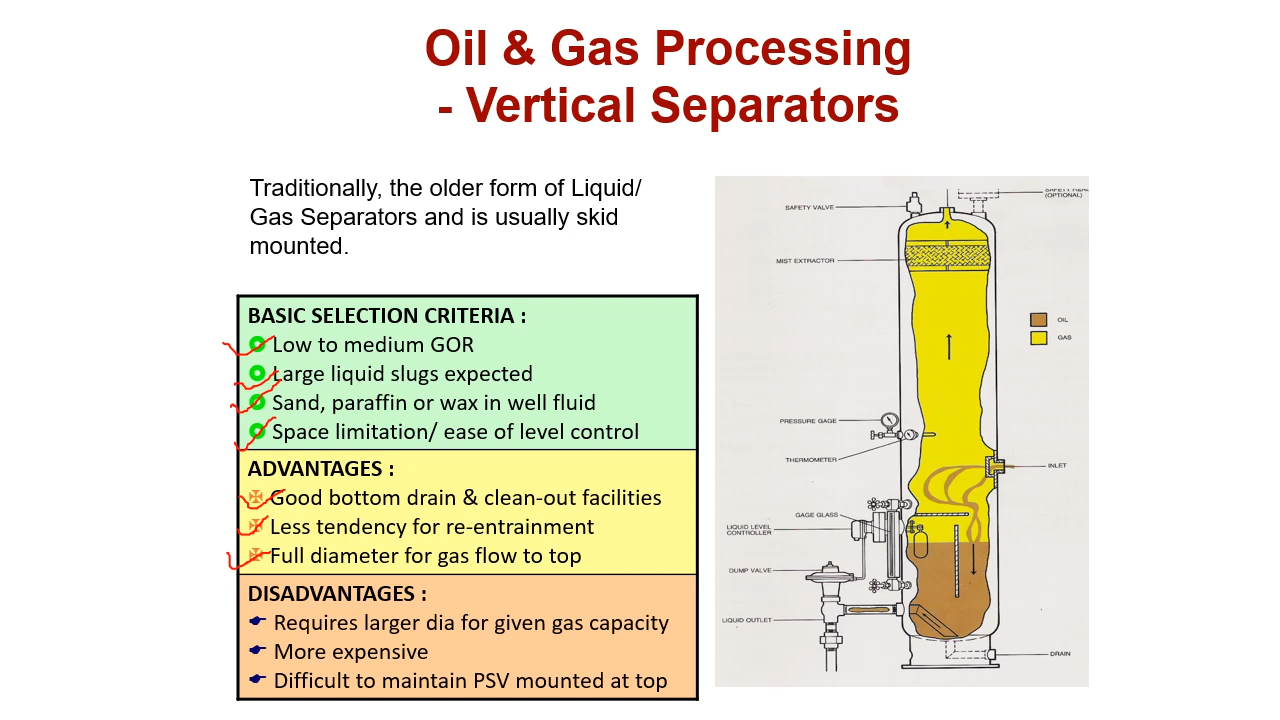 Oil & Gas Processing
- Vertical Separators
Traditionally, the older form of Liquid/
Gas Separators and is usually skid
mounted.
BASIC SELECTION CRITERIA :
Low to medium GOR
Large liquid slugs expected
Sand, paraffin or wax in well fluid
Space limitation/ ease of level control
ADVANTAGES :
Good bottom drain & clean-out facilities
Less tendency for re-entrainment
Full diameter for gas flow to top
DISADVANTAGES :
Requires larger dia for given gas capacity
More expensive
Difficult to maintain PSV mounted at top
SAFETY HEAD
(OPTIONAL)
SAFETY VALVE
MIST EXTRACTOR
OIL
GAS
PRESSURE GAGE
THERMOMETER
INLET
GAGE GLASS
LIQUID LEVEL
CONTROLLER
DUMP VALVE
LIQUID OUTLET
DRAIN